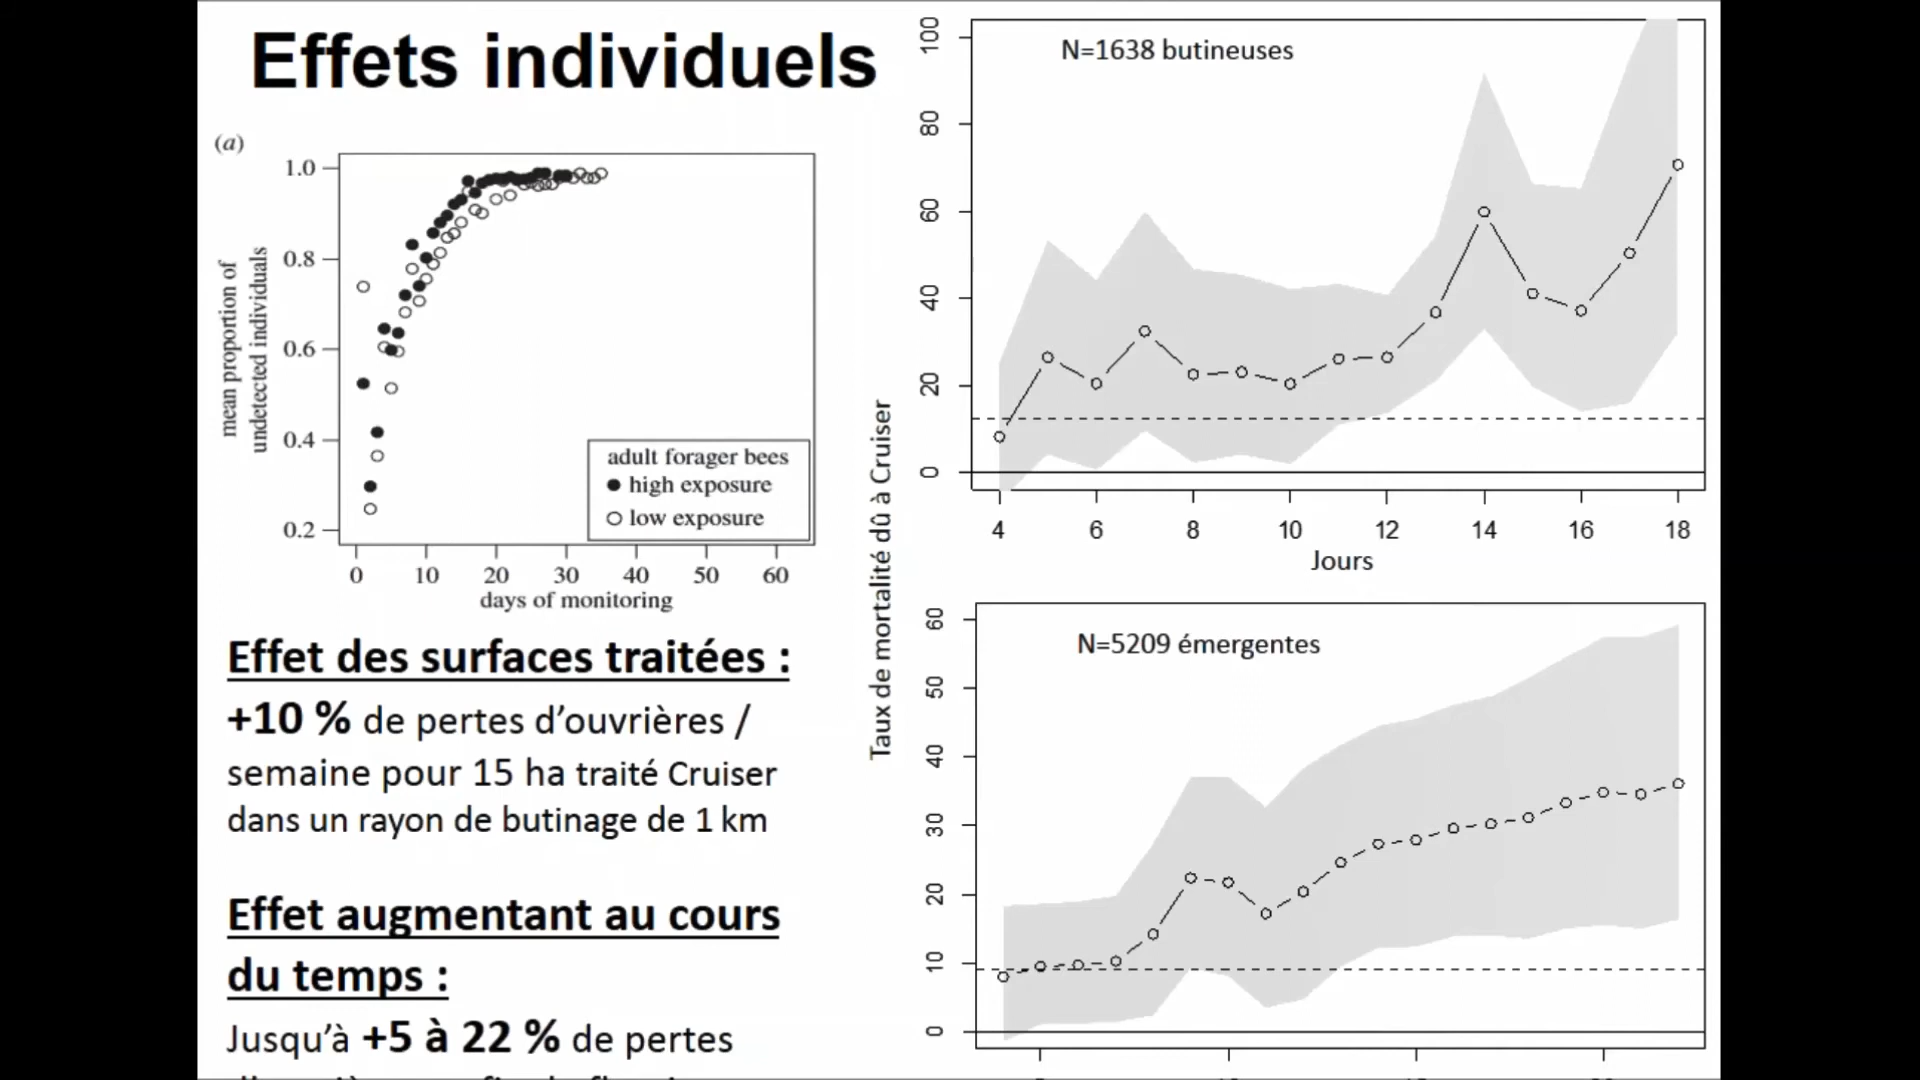 Effets individuels
(a)
1.0
0.8
0.6
0.4
0.2
mean proportion of
undetected individuals
adult forager bees
high exposure
low exposure
0 10 20 30 40 50 60
days of monitoring
Effet des surfaces traitées :
+10 % de pertes d’ouvrières /
semaine pour 15 ha traité Cruiser
dans un rayon de butinage de 1 km
Effet augmentant au cours
du temps :
Jusqu’à +5 à 22 % de pertes
Taux de mortalité dû à Cruiser
N=1638 butineuses
100
80
60
40
20
0
4 6 8 10 12 14 16 18
Jours
N=5209 émergentes
60
50
40
30
20
10
0